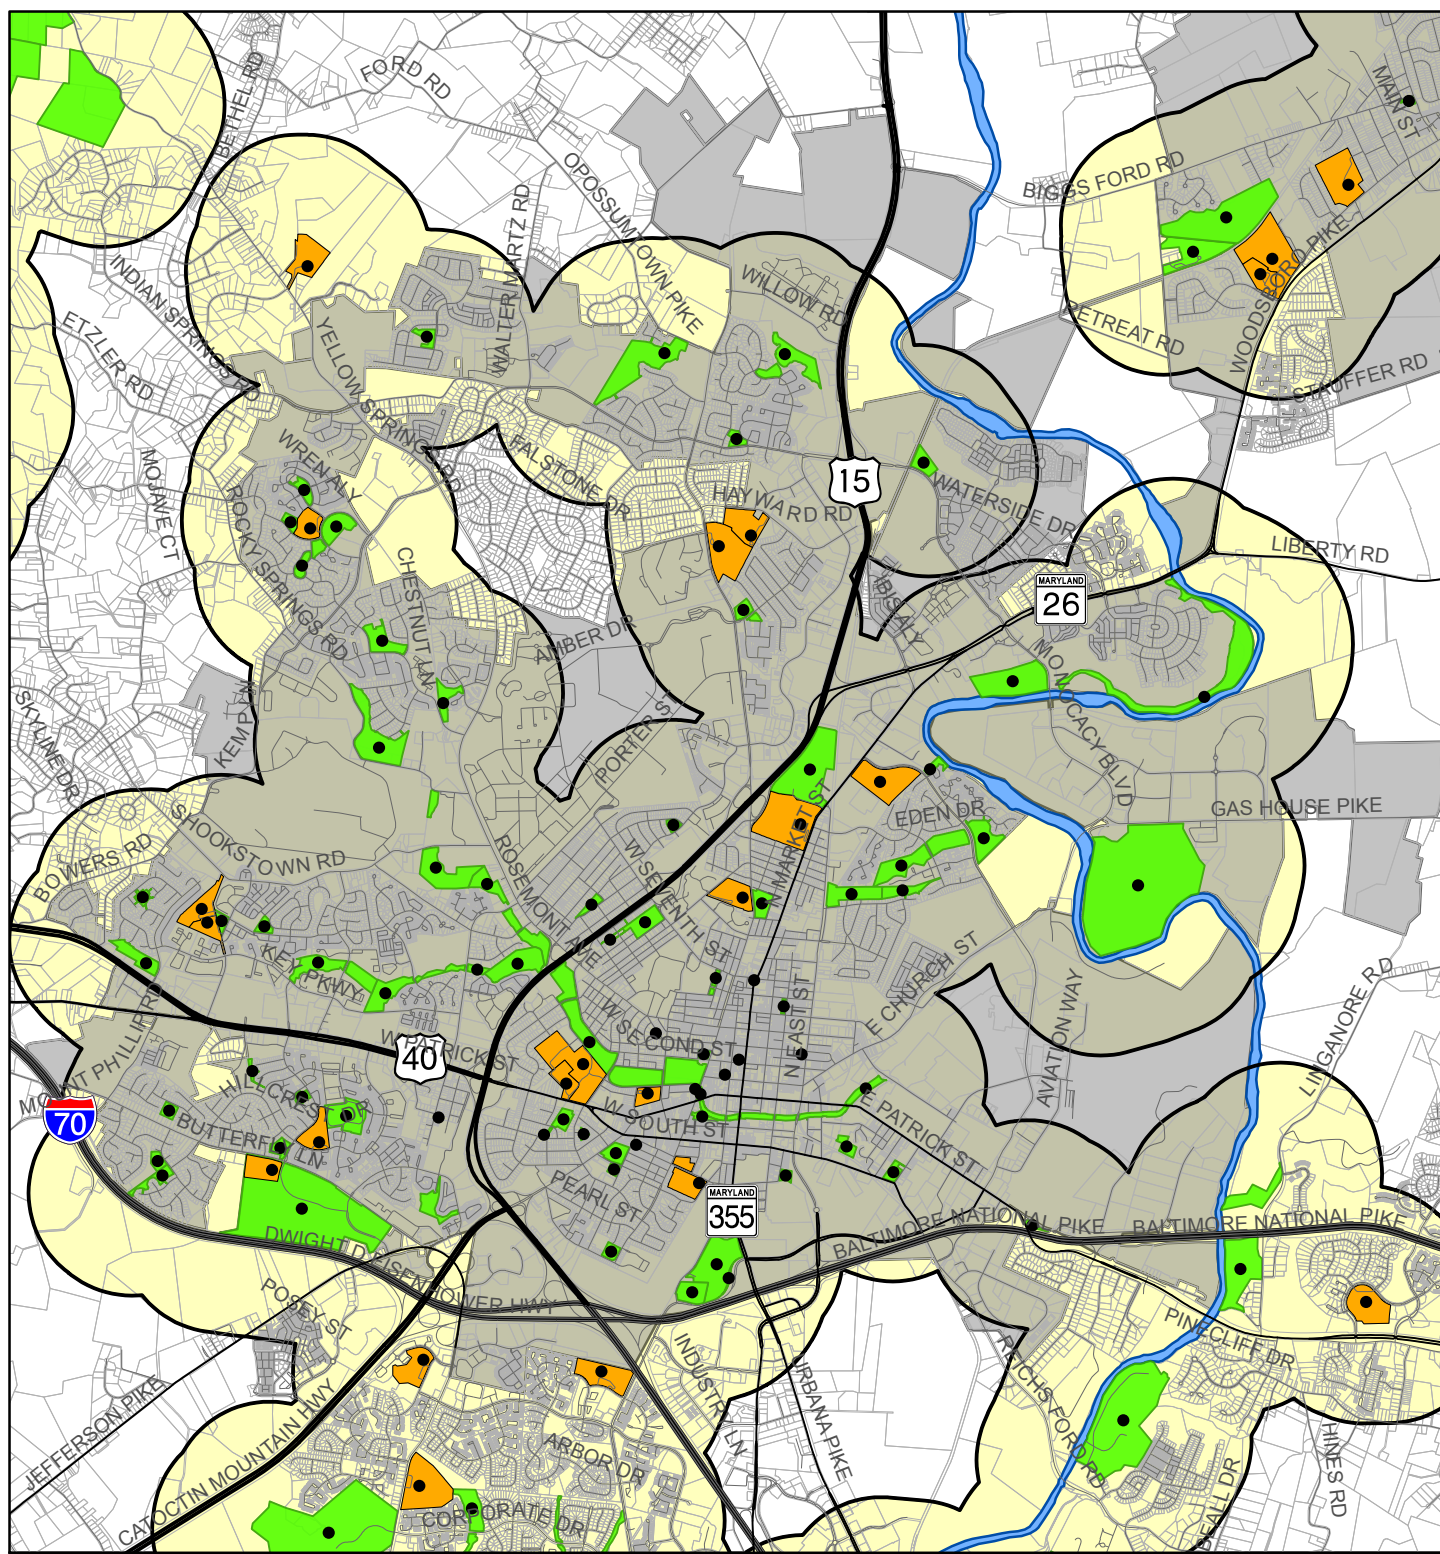 FORD RD
BETHEL RD
MAIN ST
OPOSSUMTOWN PIKE
BIGGS FORD RD
WALTER MARTZ RD
INDIAN SPRINGS RD
WILLOW RD
WOODSBORO PIKE
RETREAT RD
ETZLER RD
YELLOW SPRINGS RD
STAUFFER RD
WRENALY
FALSTONE DR
MOJAVE CT
15
HAYWARD RD
WATERSIDE DR
ROCKY SPRINGS RD
LIBERTY RD
CHESTNUT LN
MARYLAND
26
AMBER DR
MONOCACY BLVD
SKYLINE DR
KEMP LN
PORTER ST
GAS HOUSE PIKE
SHOOKSTOWN RD
EDEN DR
N MARKET ST
BOWERS RD
ROSEMONT AVE
W SEVENTH ST
KEY PKWY
E CHURCH ST
LINGANORE RD
N EAST ST
AVIATION WAY
W SECOND ST
W PATRICK ST
40
MOUNT PHILLIP RD
70
HILLCREST DR
BUTTERFLY LN
W SOUTH ST
E PATRICK ST
PEARL ST
MARYLAND
355
BALTIMORE NATIONAL PIKE
BALTIMORE NATIONAL PIKE
DWIGHT D EISENHOWER HWY
POSEY ST
PINECLIFF DR
INDUSTRY LN
URBANA PIKE
REICHS FORD RD
JEFFERSON PIKE
CATOCTIN MOUNTAIN HWY
ARBOR DR
CORPORATE DR
HINES RD
BEALL DR